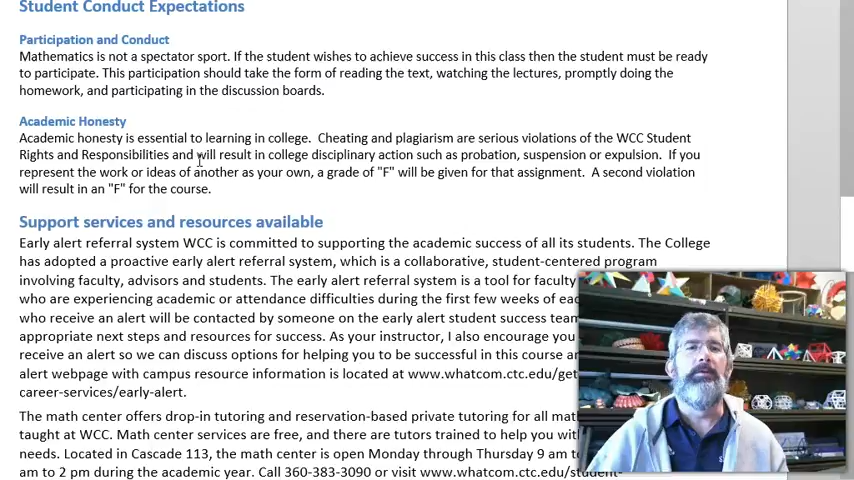 Student Conduct Expectations
Participation and Conduct
Mathematics is not a spectator sport. If the student wishes to achieve success in this class then the student must be ready
to participate. This participation should take the form of reading the text, watching the lectures, promptly doing the
homework, and participating in the discussion boards.
Academic Honesty
Academic honesty is essential to learning in college. Cheating and plagiarism are serious violations of the WCC Student
Rights and Responsibilities and will result in college disciplinary action such as probation, suspension or expulsion. If you
represent the work or ideas of another as your own, a grade of "F" will be given for that assignment. A second violation
will result in an "F" for the course.
Support services and resources available
Early alert referral system WCC is committed to supporting the academic success of all its students. The College
has adopted a proactive early alert referral system, which is a collaborative, student-centered program
involving faculty, advisors and students. The early alert referral system is a tool for faculty
who are experiencing academic or attendance difficulties during the first few weeks of eac
who receive an alert will be contacted by someone on the early alert student success team
appropriate next steps and resources for success. As your instructor, I also encourage you
receive an alert so we can discuss options for helping you to be successful in this course an
alert webpage with campus resource information is located at www.whatcom.ctc.edu/get
career-services/early-alert.
The math center offers drop-in tutoring and reservation-based private tutoring for all mat
taught at WCC. Math center services are free, and there are tutors trained to help you wit
needs. Located in Cascade 113, the math center is open Monday through Thursday 9 am to
am to 2 pm during the academic year. Call 360-383-3090 or visit www.whatcom.ctc.edu/student-